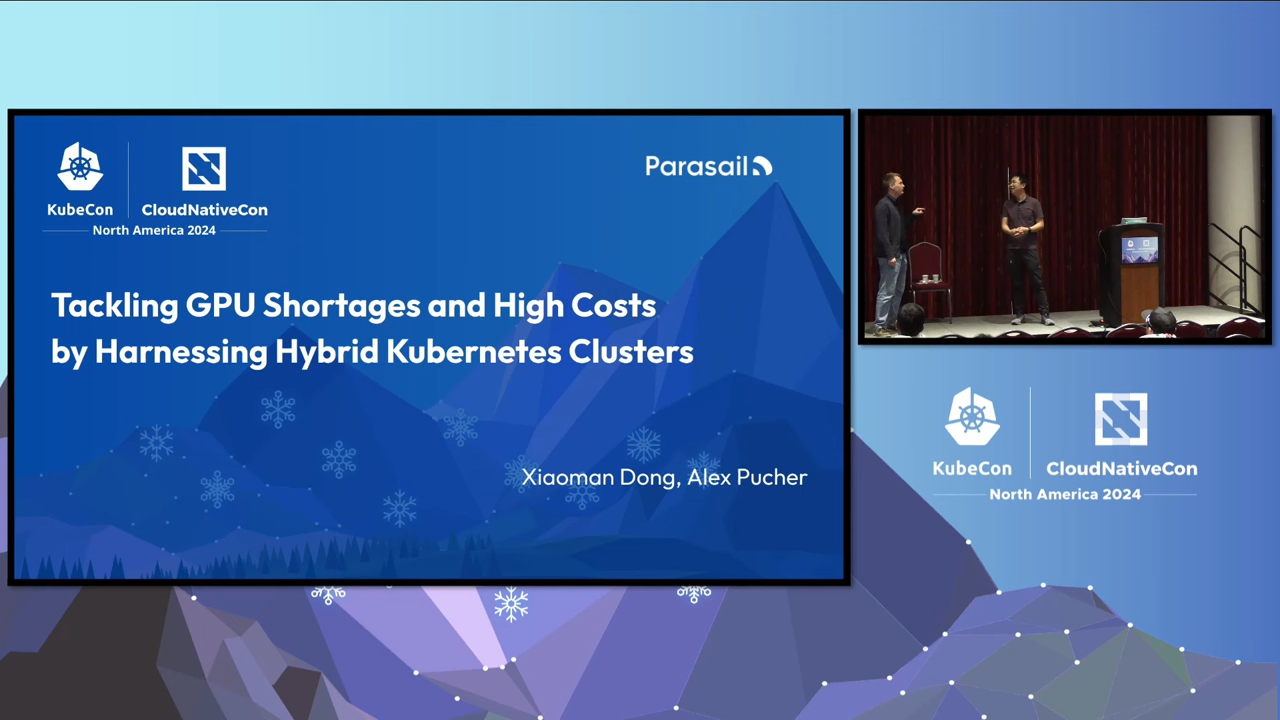 KubeCon
CloudNativeCon
North America 2024
Parasail
Tackling GPU Shortages and High Costs
by Harnessing Hybrid Kubernetes Clusters
Xiaoman Dong, Alex Pucher
KubeCon
CloudNativeCon
North America 2024